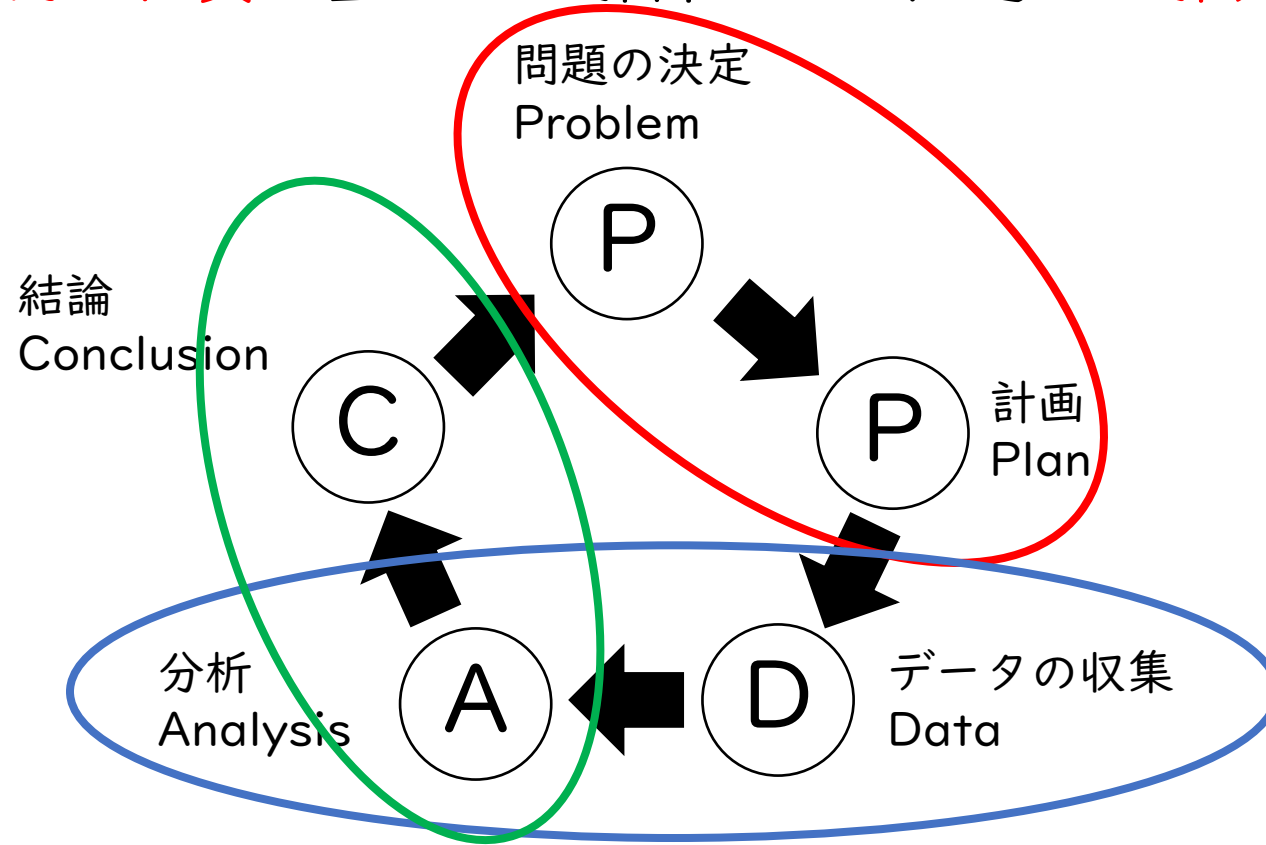 問題の決定
Problem
P
P
計画
Plan
結論
Conclusion
C
分析
Analysis
A
D
データの収集
Data